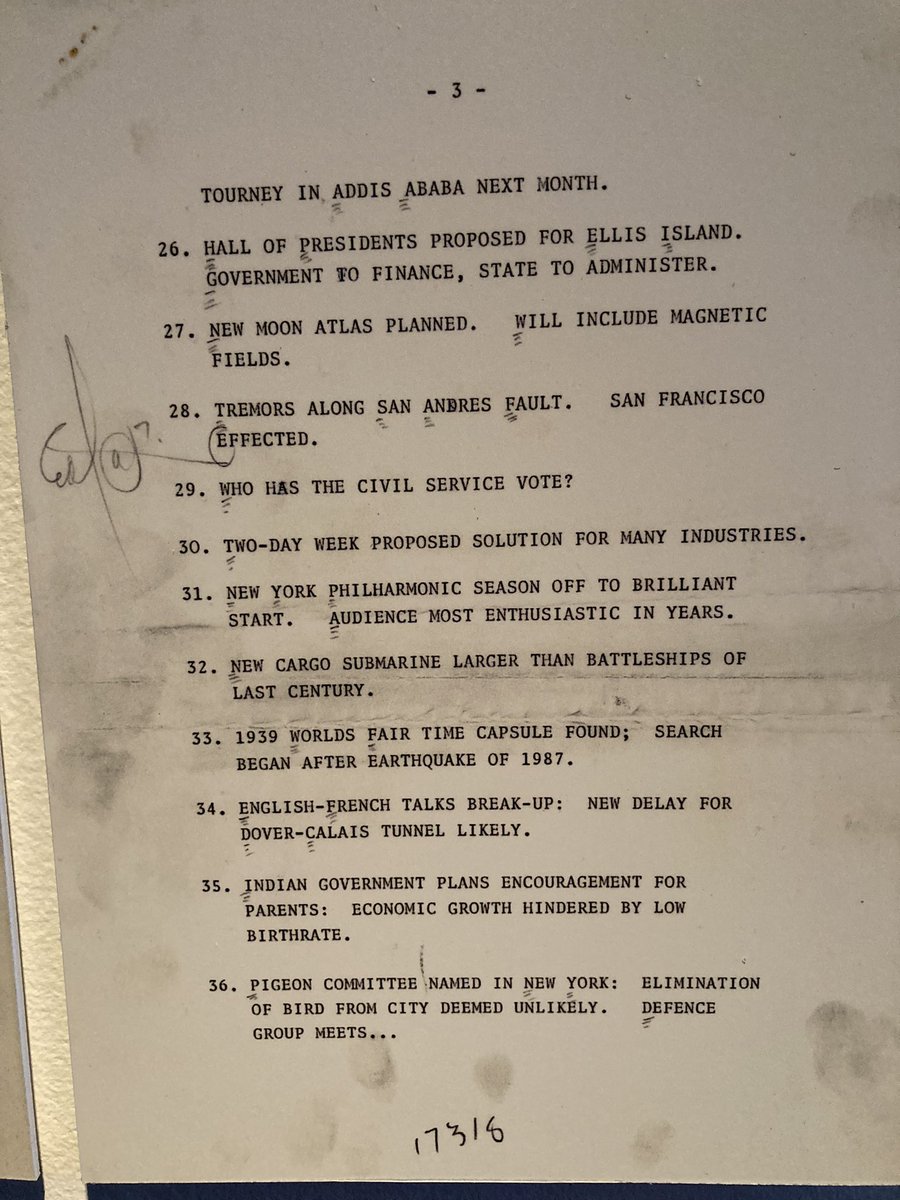 - 3 -
TOURNEY IN ADDIS ABABA NEXT MONTH.
26. HALL OF PRESIDENTS PROPOSED FOR ELLIS ISLAND.
GOVERNMENT TO FINANCE, STATE TO ADMINISTER.
27. NEW MOON ATLAS PLANNED. WILL INCLUDE MAGNETIC
FIELDS.
28. TREMORS ALONG SAN ANDRES FAULT. SAN FRANCISCO
EFFECTED.
29. WHO HAS THE CIVIL SERVICE VOTE?
30. TWO-DAY WEEK PROPOSED SOLUTION FOR MANY INDUSTRIES.
31. NEW YORK PHILHARMONIC SEASON OFF TO BRILLIANT
START. AUDIENCE MOST ENTHUSIASTIC IN YEARS.
32. NEW CARGO SUBMARINE LARGER THAN BATTLESHIPS OF
LAST CENTURY.
33. 1939 WORLDS FAIR TIME CAPSULE FOUND; SEARCH
BEGAN AFTER EARTHQUAKE OF 1987.
34. ENGLISH-FRENCH TALKS BREAK-UP: NEW DELAY FOR
DOVER-CALAIS TUNNEL LIKELY.
35. INDIAN GOVERNMENT PLANS ENCOURAGEMENT FOR
PARENTS: ECONOMIC GROWTH HINDERED BY LOW
BIRTHRATE.
36. PIGEON COMMITTEE NAMED IN NEW YORK: ELIMINATION
OF BIRD FROM CITY DEEMED UNLIKELY. DEFENCE
GROUP MEETS...
17318